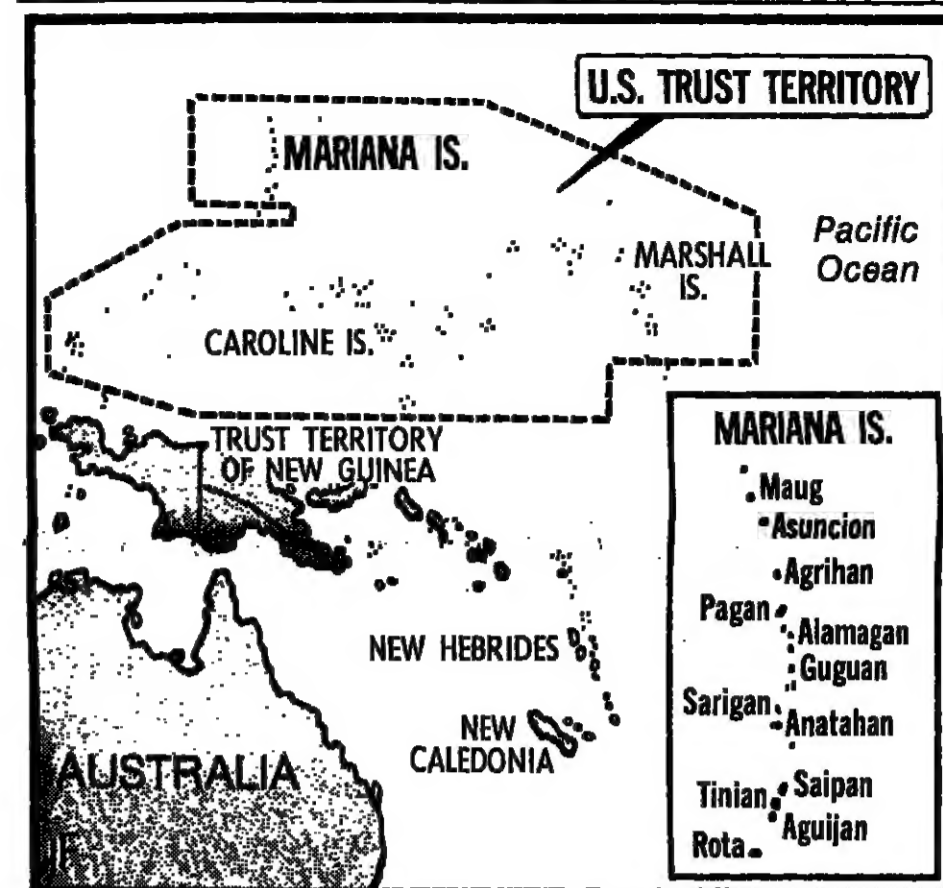 U.S. TRUST TERRITORY
MARIANA IS.
Pacific
Ocean
MARSHALL
IS.
CAROLINE IS.
TRUST TERRITORY
OF NEW GUINEA
NEW HEBRIDES
NEW
CALEDONIA
AUSTRALIA
MARIANA IS.
Maug
Asuncion
Agrihan
Pagan
Alamagan
Guguan
Sarigan
Anatahan
Saipan
Tinian
Aguijan
Rota